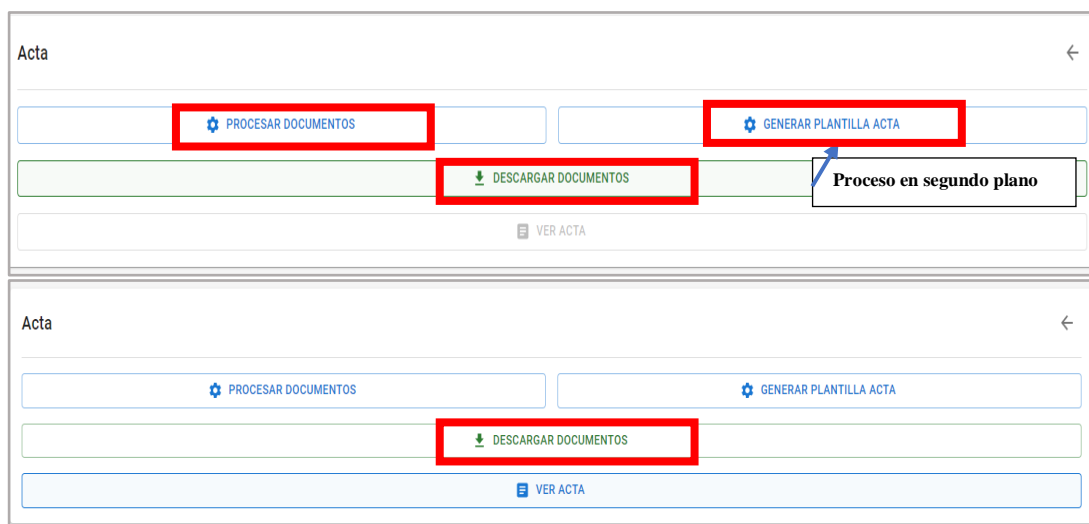 Acta
PROCESAR DOCUMENTOS
GENERAR PLANTILLA ACTA
DESCARGAR DOCUMENTOS
Proceso en segundo plano
VER ACTA
Acta
PROCESAR DOCUMENTOS
GENERAR PLANTILLA ACTA
DESCARGAR DOCUMENTOS
VER ACTA